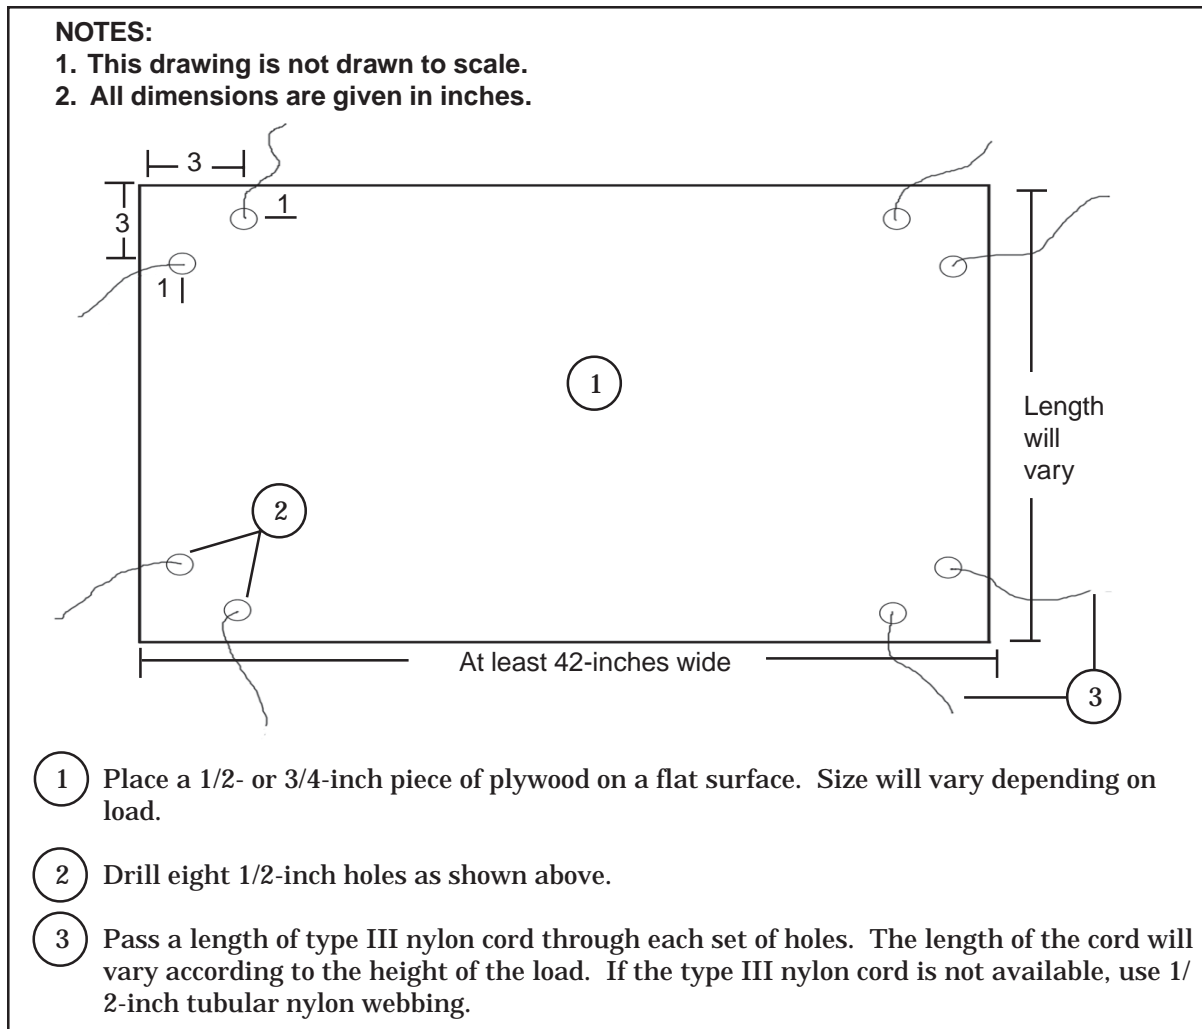 NOTES:
1. This drawing is not drawn to scale.
2. All dimensions are given in inches.
3
3
1
1
1
Length
will
vary
2
At least 42-inches wide
3
1 Place a 1/2- or 3/4-inch piece of plywood on a flat surface. Size will vary depending on
load.
2 Drill eight 1/2-inch holes as shown above.
3 Pass a length of type III nylon cord through each set of holes. The length of the cord will
vary according to the height of the load. If the type III nylon cord is not available, use 1/
2-inch tubular nylon webbing.